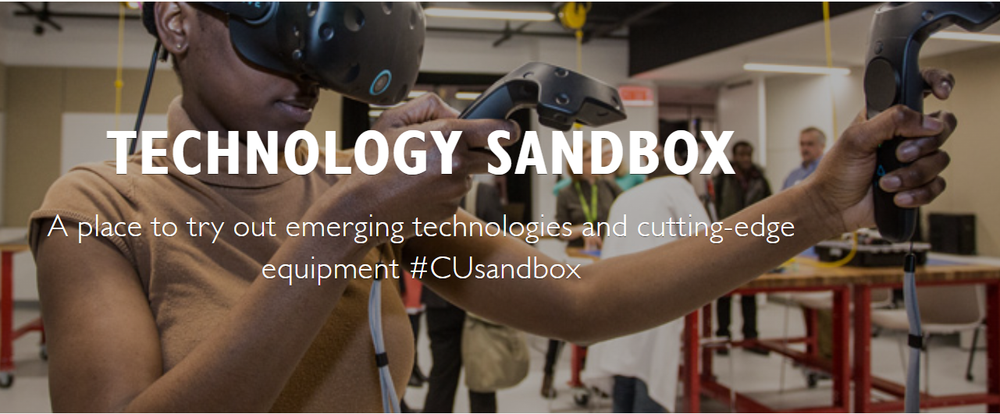 TECHNOLOGY SANDBOX
A place to try out emerging technologies and cutting-edge
equipment #CUsandbox